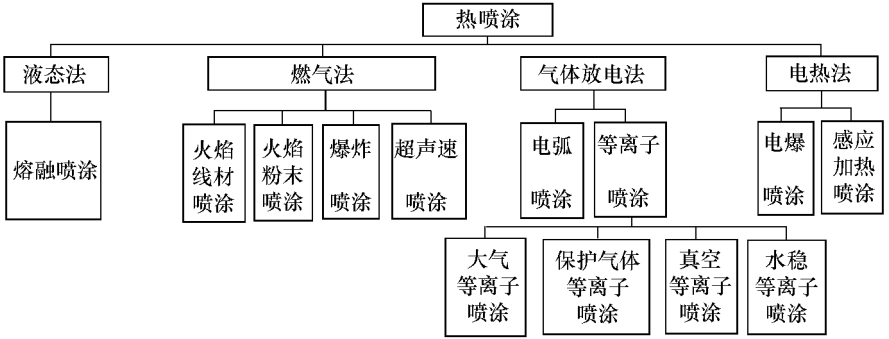 热喷涂
液态法
燃气法
气体放电法
电热法
熔融喷涂
火焰
线材
喷涂
火焰
粉末
喷涂
爆炸
喷涂
超声速
喷涂
电弧
喷涂
等离子
喷涂
电爆
喷涂
感应
加热
喷涂
大气
等离子
喷涂
保护气体
等离子
喷涂
真空
等离子
喷涂
水稳
等离子
喷涂